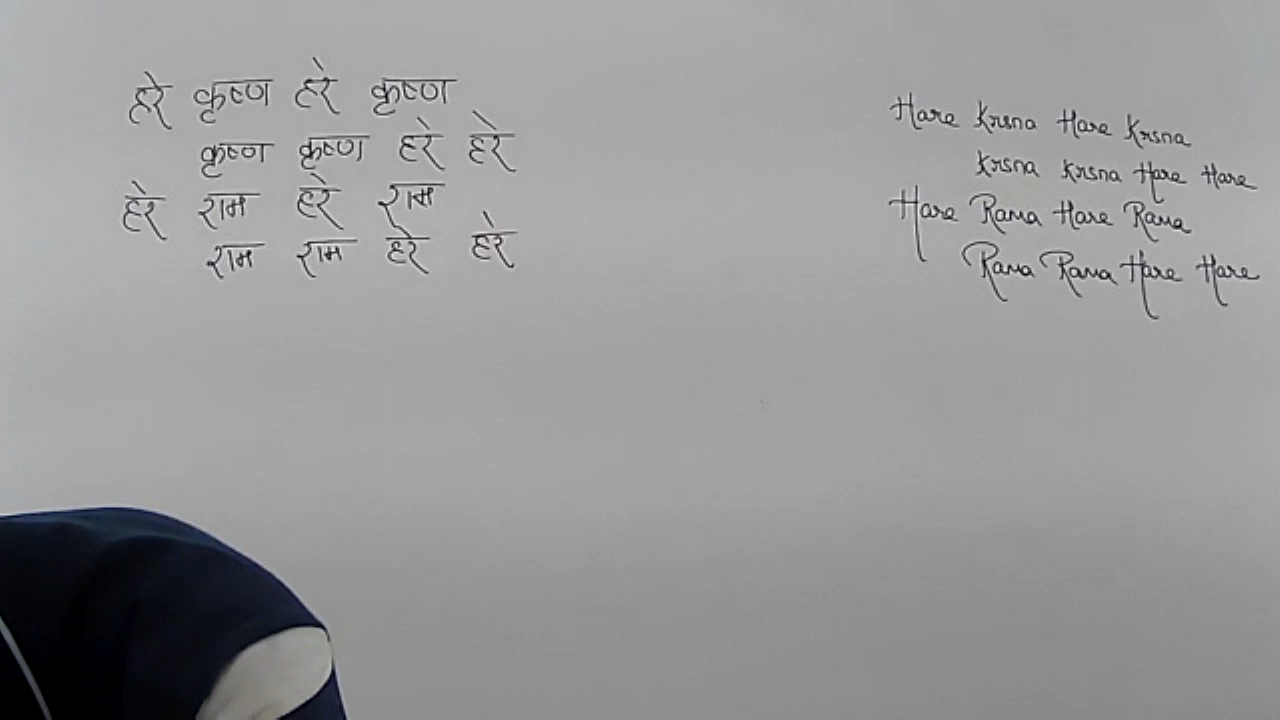 हरे कृष्ण हरे कृष्ण
कृष्ण कृष्ण हरे हरे
हरे राम हरे राम
राम राम हरे हरे
Hare Krsna Hare Krsna
Krsna Krsna Hare Hare
Hare Rama Hare Rama
Rama Rama Hare Hare